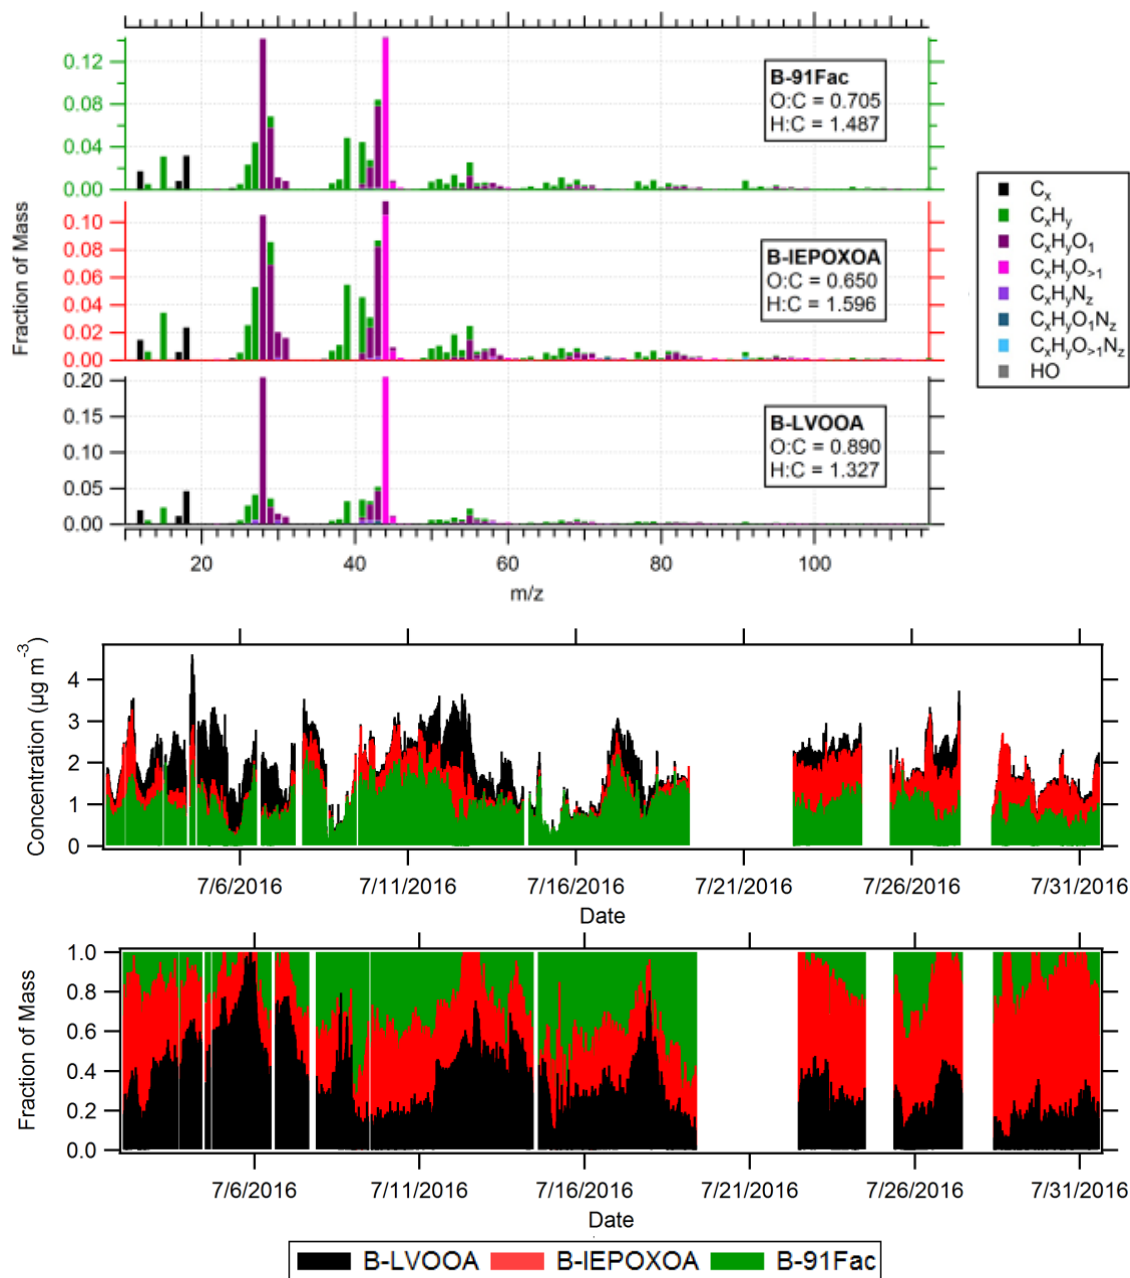 0.12
0.08
0.04
0.00
B-91Fac
O:C = 0.705
H:C = 1.487
0.10
0.08
0.06
0.04
0.02
0.00
B-IEPOXOA
O:C = 0.650
H:C = 1.596
Fraction of Mass
0.20
0.15
0.10
0.05
0.00
B-LVOOA
O:C = 0.890
H:C = 1.327
20 40 60 80 100
m/z
Cx
CxHy
CxHyO1
CxHyO>1
CxHyNz
CxHyO1Nz
CxHyO>1Nz
HO
Concentration (µg m-3)
4
3
2
1
0
7/6/2016 7/11/2016 7/16/2016 7/21/2016 7/26/2016 7/31/2016
Date
Fraction of Mass
1.0
0.8
0.6
0.4
0.2
0.0
7/6/2016 7/11/2016 7/16/2016 7/21/2016 7/26/2016 7/31/2016
Date
B-LVOOA B-IEPOXOA B-91Fac